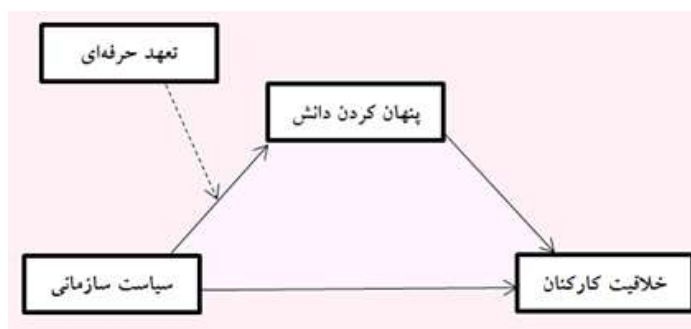 تعهد حرفه‌ای
پنهان کردن دانش
سیاست سازمانی
خلاقیت کارکنان